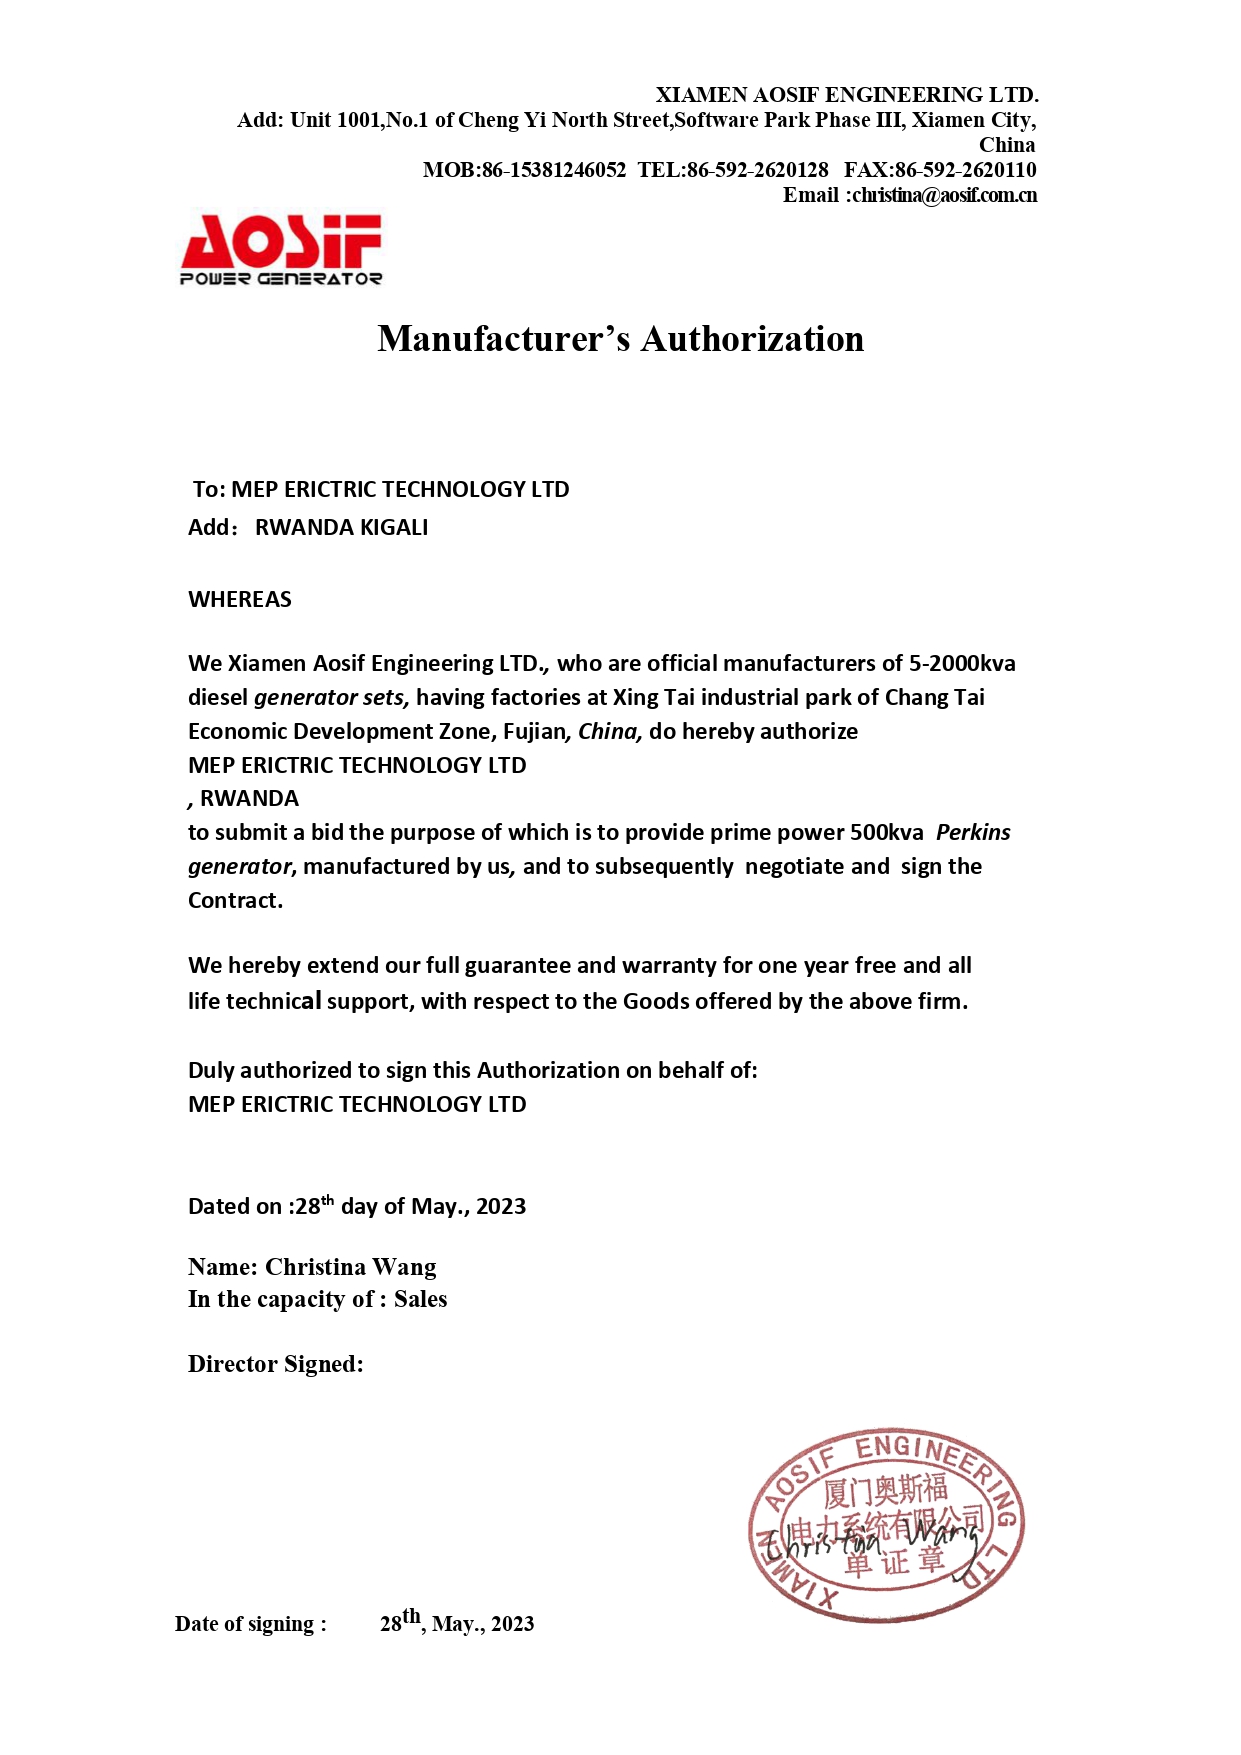 XIAMEN AOSIF ENGINEERING LTD.
Add: Unit 1001,No.1 of Cheng Yi North Street,Software Park Phase III, Xiamen City,
China
MOB:86-15381246052 TEL:86-592-2620128 FAX:86-592-2620110
Email :christina@aosif.com.cn
AOSIF
POWER GENERATOR
Manufacturer’s Authorization
To: MEP ERICTRIC TECHNOLOGY LTD
Add： RWANDA KIGALI
WHEREAS
We Xiamen Aosif Engineering LTD., who are official manufacturers of 5-2000kva
diesel generator sets, having factories at Xing Tai industrial park of Chang Tai
Economic Development Zone, Fujian, China, do hereby authorize
MEP ERICTRIC TECHNOLOGY LTD
, RWANDA
to submit a bid the purpose of which is to provide prime power 500kva Perkins
generator, manufactured by us, and to subsequently negotiate and sign the
Contract.
We hereby extend our full guarantee and warranty for one year free and all
life technical support, with respect to the Goods offered by the above firm.
Duly authorized to sign this Authorization on behalf of:
MEP ERICTRIC TECHNOLOGY LTD
Dated on :28th day of May., 2023
Name: Christina Wang
In the capacity of : Sales
Director Signed:
XIAMEN AOSIF ENGINEERING LTD.
厦门奥斯福
电力系统有限公司
Christina Wang
单证章
Date of signing : 28th, May., 2023